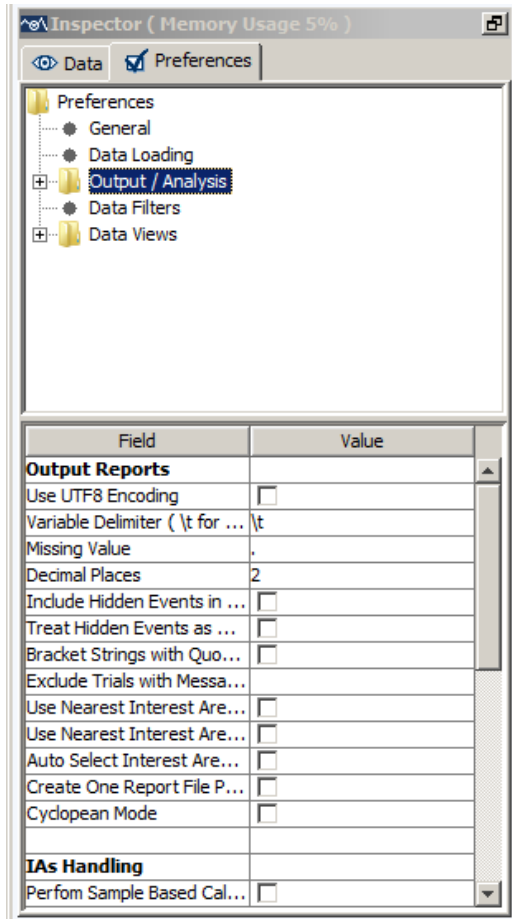 Inspector ( Memory Usage 5% )
Data Preferences
Preferences
General
Data Loading
Output / Analysis
Data Filters
Data Views
Field Value
Output Reports
Use UTF8 Encoding
Variable Delimiter ( \t for ... \t
Missing Value .
Decimal Places 2
Include Hidden Events in ...
Treat Hidden Events as ...
Bracket Strings with Quo...
Exclude Trials with Messa...
Use Nearest Interest Are...
Use Nearest Interest Are...
Auto Select Interest Are...
Create One Report File P...
Cyclopean Mode
IAs Handling
Perfom Sample Based Cal...